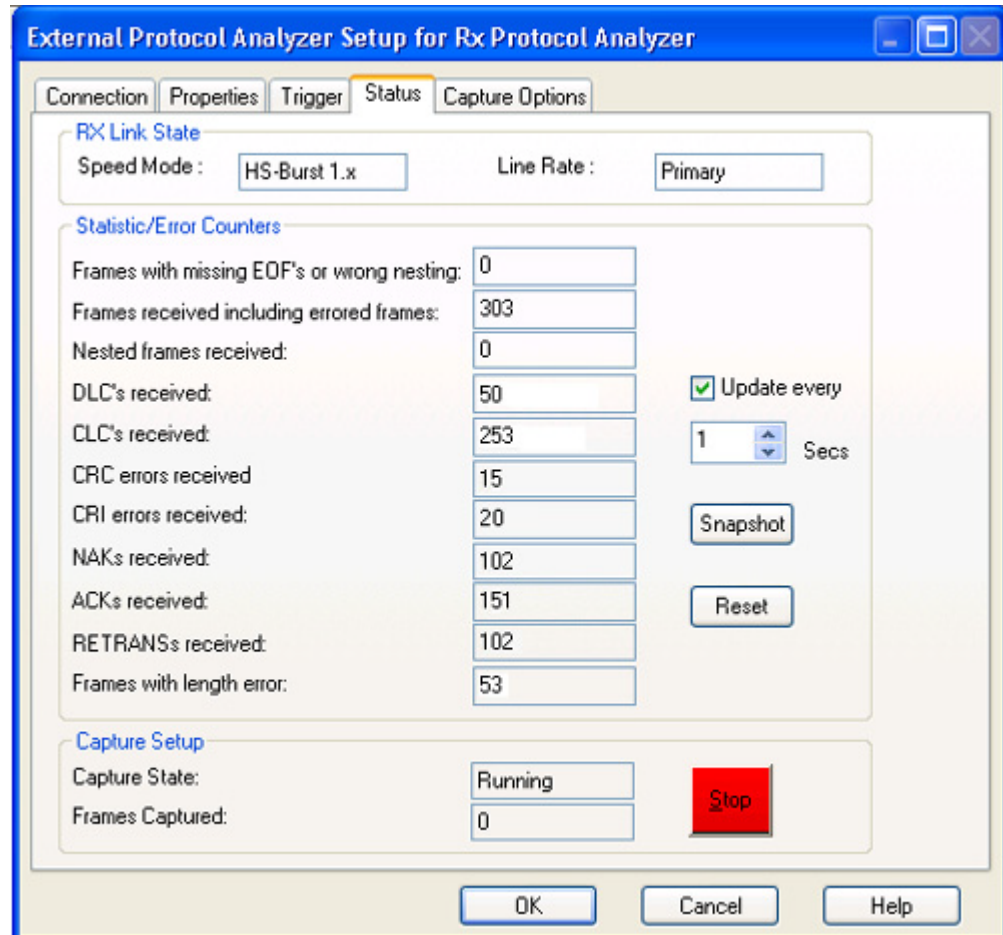 External Protocol Analyzer Setup for Rx Protocol Analyzer
Connection Properties Trigger Status Capture Options
RX Link State
Speed Mode : HS-Burst 1.x Line Rate : Primary
Statistic/Error Counters
Frames with missing EOF's or wrong nesting: 0
Frames received including errored frames: 303
Nested frames received: 0
DLC's received: 50
Update every
CLC's received: 253
1 Secs
CRC errors received 15
CRI errors received: 20
Snapshot
NAKs received: 102
ACKs received: 151
Reset
RETRANSs received: 102
Frames with length error: 53
Capture Setup
Capture State: Running
Stop
Frames Captured: 0
OK Cancel Help